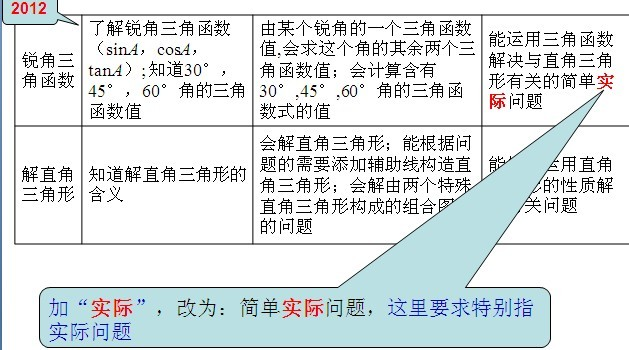 2012
锐角三
角函数
了解锐角三角函数
（sinA，cosA，
tanA）;知道30°，
45°，60°角的三角
函数值
由某个锐角的一个三角函数
值,会求这个角的其余两个三
角函数值；会计算含有
30°,45°,60°角的三角函
数式的值
能运用三角函数
解决与直角三角
形有关的简单实
际问题
解直角
三角形
知道解直角三角形的
含义
会解直角三角形；能根据问
题的需要添加辅助线构造直
角三角形；会解由两个特殊
直角三角形构成的组合图
的问题
能 运用直角
形的性质解
关问题
加“实际”，改为：简单实际问题，这里要求特别指
实际问题